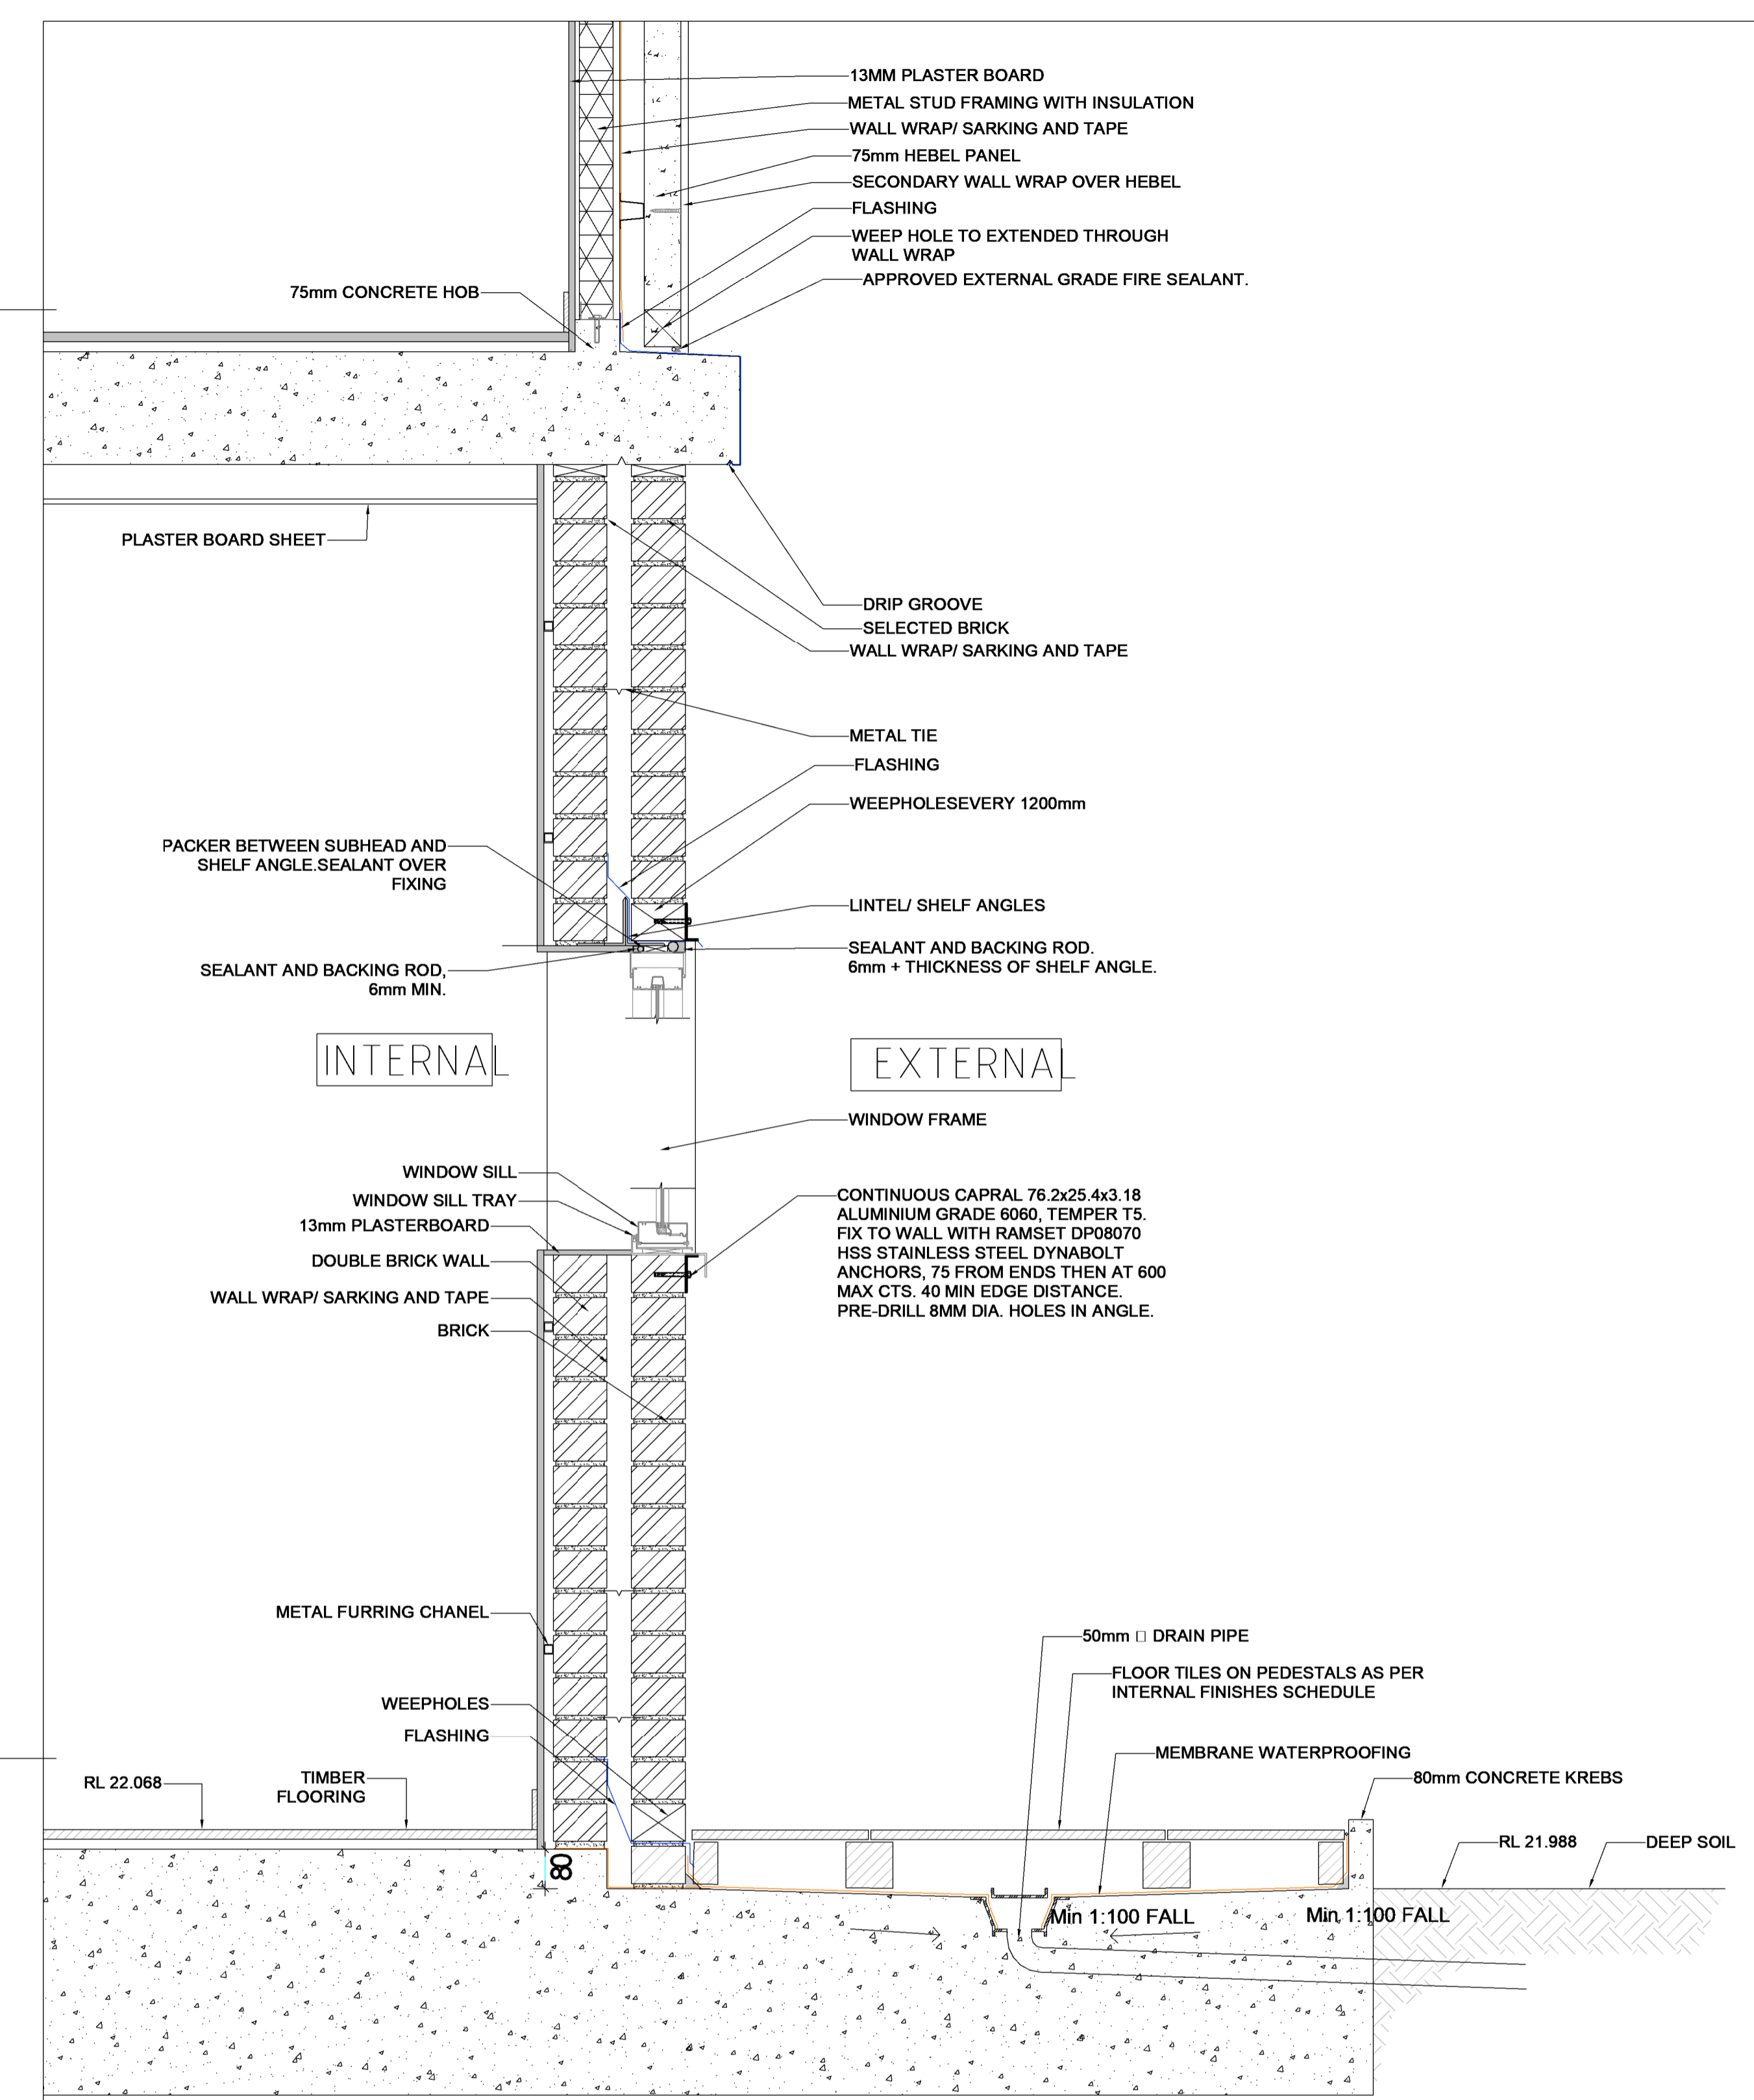 13MM PLASTER BOARD
METAL STUD FRAMING WITH INSULATION
WALL WRAP/ SARKING AND TAPE
75mm HEBEL PANEL
SECONDARY WALL WRAP OVER HEBEL
FLASHING
WEEP HOLE TO EXTENDED THROUGH
WALL WRAP
APPROVED EXTERNAL GRADE FIRE SEALANT.
75mm CONCRETE HOB
PLASTER BOARD SHEET
DRIP GROOVE
SELECTED BRICK
WALL WRAP/ SARKING AND TAPE
METAL TIE
FLASHING
WEEPHOLESEVERY 1200mm
PACKER BETWEEN SUBHEAD AND
SHELF ANGLE.SEALANT OVER
FIXING
LINTEL/ SHELF ANGLES
SEALANT AND BACKING ROD.
6mm + THICKNESS OF SHELF ANGLE.
SEALANT AND BACKING ROD,
6mm MIN.
INTERNAL
EXTERNAL
WINDOW FRAME
WINDOW SILL
WINDOW SILL TRAY
13mm PLASTERBOARD
DOUBLE BRICK WALL
WALL WRAP/ SARKING AND TAPE
BRICK
CONTINUOUS CAPRAL 76.2x25.4x3.18
ALUMINIUM GRADE 6060, TEMPER T5.
FIX TO WALL WITH RAMSET DP08070
HSS STAINLESS STEEL DYNABOLT
ANCHORS, 75 FROM ENDS THEN AT 600
MAX CTS. 40 MIN EDGE DISTANCE.
PRE-DRILL 8MM DIA. HOLES IN ANGLE.
METAL FURRING CHANEL
WEEPHOLES
FLASHING
50mm □ DRAIN PIPE
FLOOR TILES ON PEDESTALS AS PER
INTERNAL FINISHES SCHEDULE
MEMBRANE WATERPROOFING
80mm CONCRETE KREBS
RL 22.068
TIMBER
FLOORING
RL 21.988
DEEP SOIL
80
Min 1:100 FALL
Min 1:100 FALL